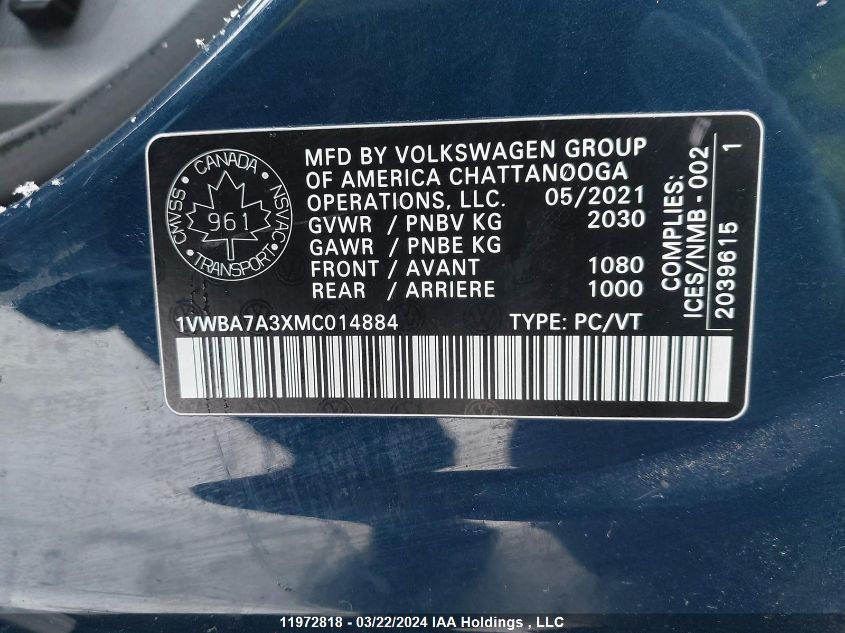 CANADA
CMVSS
NSVAC
961
TRANSPORT
MFD BY VOLKSWAGEN GROUP
OF AMERICA CHATTANØOGA
OPERATIONS, LLC. 05/2021
GVWR / PNBV KG 2030
GAWR / PNBE KG
FRONT / AVANT 1080
REAR / ARRIERE 1000
COMPLIES:
ICES/NMB - 002
2039615 1
1VWBA7A3XMC014884 TYPE: PC/VT
11972818 - 03/22/2024 IAA Holdings , LLC